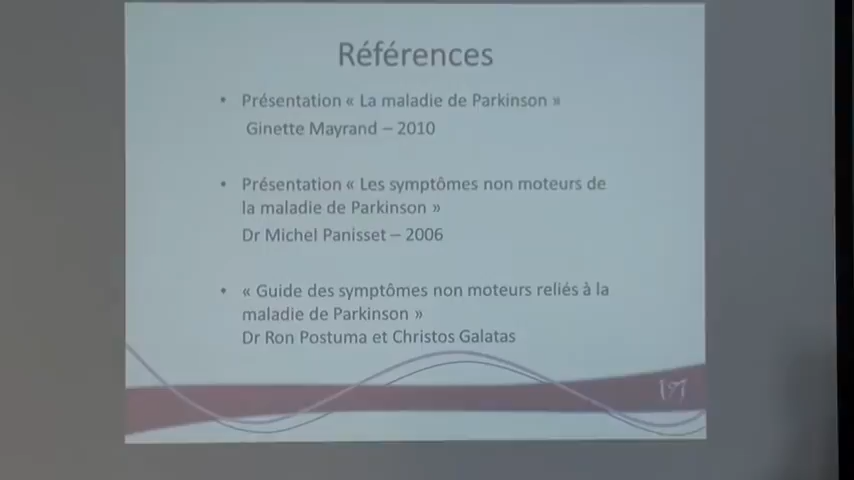 Références
• Présentation « La maladie de Parkinson »
Ginette Mayrand – 2010
• Présentation « Les symptômes non moteurs de
la maladie de Parkinson »
Dr Michel Panisset – 2006
• « Guide des symptômes non moteurs reliés à la
maladie de Parkinson »
Dr Ron Postuma et Christos Galatas